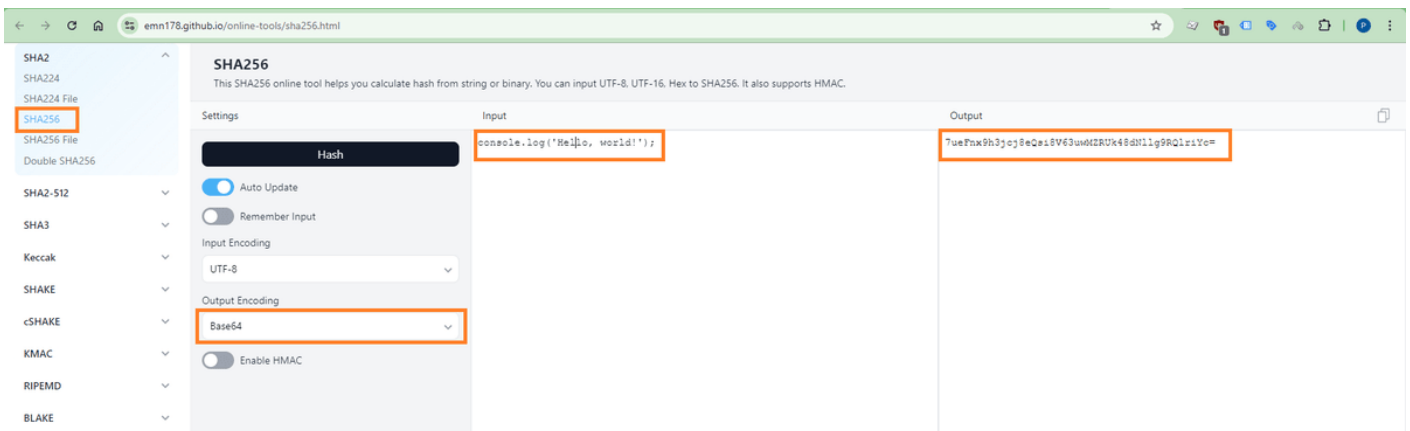 emn178.github.io/online-tools/sha256.html
SHA2
SHA224
SHA224 File
SHA256
SHA256 File
Double SHA256
SHA2-512
SHA3
Keccak
SHAKE
cSHAKE
KMAC
RIPEMD
BLAKE
SHA256
This SHA256 online tool helps you calculate hash from string or binary. You can input UTF-8, UTF-16, Hex to SHA256. It also supports HMAC.
Settings
Hash
Auto Update
Remember Input
Input Encoding
UTF-8
Output Encoding
Base64
Enable HMAC
Input
console.log('Hello, world!');
Output
1
P